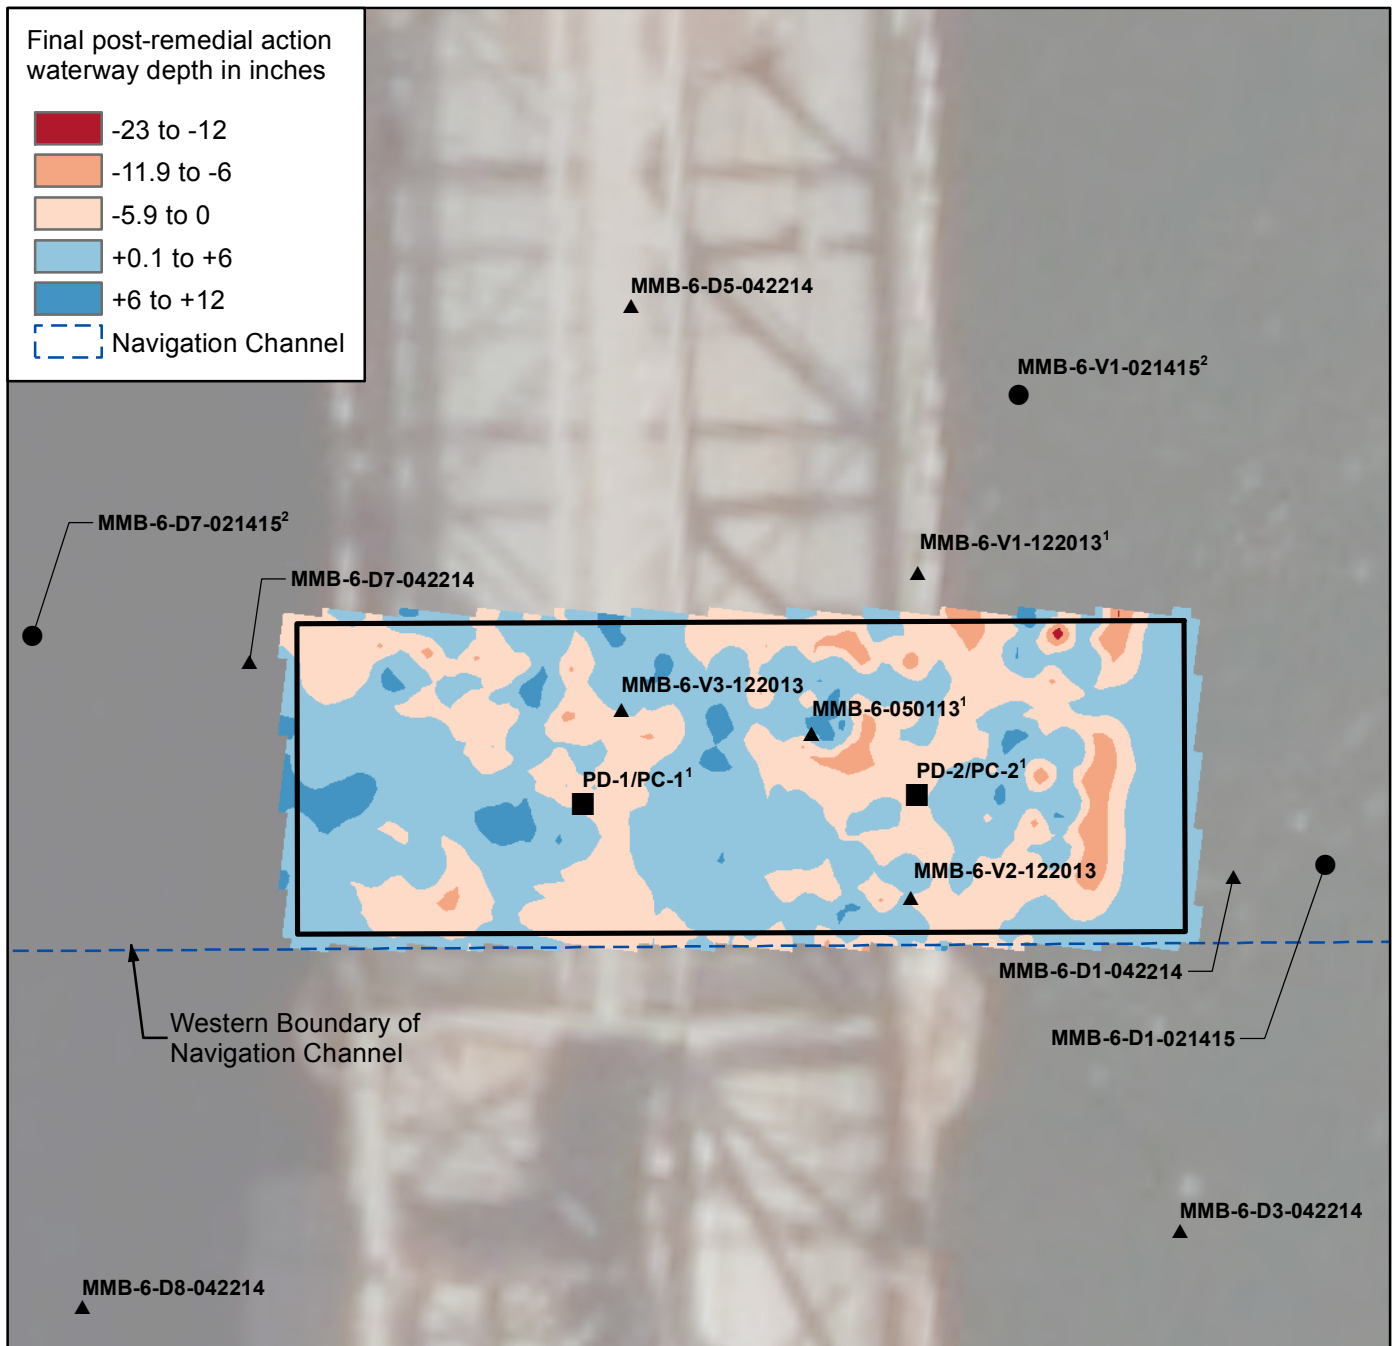 Final post-remedial action
waterway depth in inches
-23 to -12
-11.9 to -6
-5.9 to 0
+0.1 to +6
+6 to +12
Navigation Channel
MMB-6-D5-042214
MMB-6-V1-021415²
MMB-6-D7-021415²
MMB-6-V1-122013¹
MMB-6-D7-042214
MMB-6-V3-122013
MMB-6-050113¹
PD-1/PC-1¹
PD-2/PC-2¹
MMB-6-V2-122013
MMB-6-D1-042214
Western Boundary of
Navigation Channel
MMB-6-D1-021415
MMB-6-D3-042214
MMB-6-D8-042214